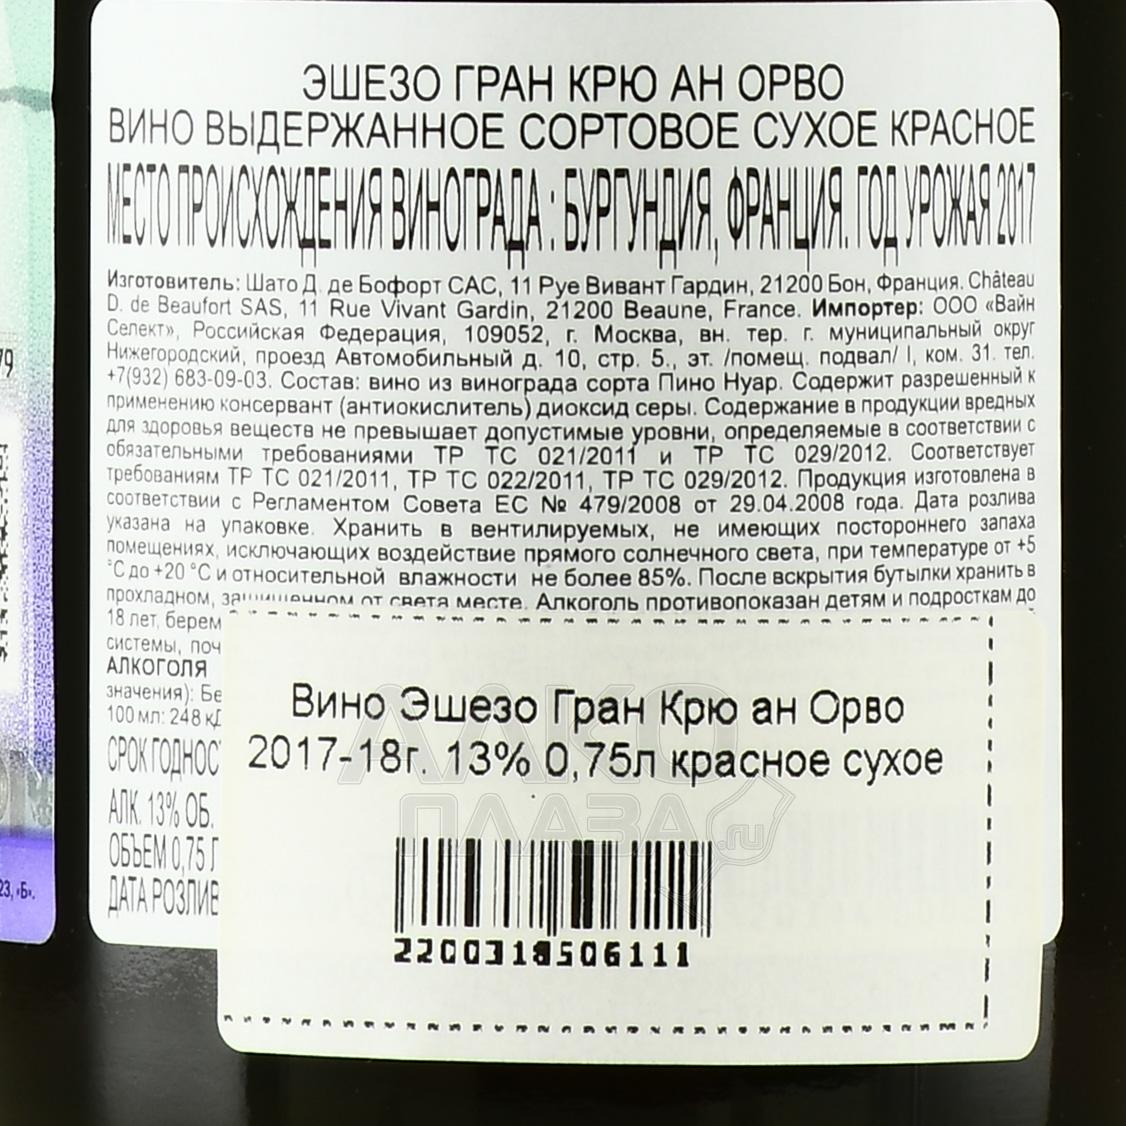 ЭШЕЗО ГРАН КРЮ АН ОРВО
ВИНО ВЫДЕРЖАННОЕ СОРТОВОЕ СУХОЕ КРАСНОЕ
МЕСТО ПРОИСХОЖДЕНИЯ ВИНОГРАДА : БУРГУНДИЯ, ФРАНЦИЯ. ГОД УРОЖАЯ 2017
Изготовитель: Шато Д. де Бофорт САС, 11 Руе Вивант Гардин, 21200 Бон, Франция. Château
D. de Beaufort SAS, 11 Rue Vivant Gardin, 21200 Beaune, France. Импортер: ООО «Вайн
Селект», Российская Федерация, 109052, г. Москва, вн. тер. г. муниципальный округ
Нижегородский, проезд Автомобильный д. 10, стр. 5., эт. /помещ. подвал/ I, ком. 31. тел.
+7(932) 683-09-03. Состав: вино из винограда сорта Пино Нуар. Содержит разрешенный к
применению консервант (антиокислитель) диоксид серы. Содержание в продукции вредных
для здоровья веществ не превышает допустимые уровни, определяемые в соответствии с
обязательными требованиями ТР ТС 021/2011 и ТР ТС 029/2012. Соответствует
требованиям ТР ТС 021/2011, ТР ТС 022/2011, ТР ТС 029/2012. Продукция изготовлена в
соответствии с Регламентом Совета ЕС № 479/2008 от 29.04.2008 года. Дата розлива
указана на упаковке. Хранить в вентилируемых, не имеющих постороннего запаха
помещениях, исключающих воздействие прямого солнечного света, при температуре от +5
°С до +20 °С и относительной влажности не более 85%. После вскрытия бутылки хранить в
прохладном, защищенном от света месте. Алкоголь противопоказан детям и подросткам до
18 лет, берем
системы, поч
АЛКОГОЛЯ
значения): Бе
100 мл: 248 кД
СРОК ГОДНОС
АЛК. 13% ОБ.
ОБЪЕМ 0,75 Л
ДАТА РОЗЛИВ
Вино Эшезо Гран Крю ан Орво
2017-18г. 13% 0,75л красное сухое
2200318506111
АЛКО
ПЛАЗА.ru
79
23, «Б».